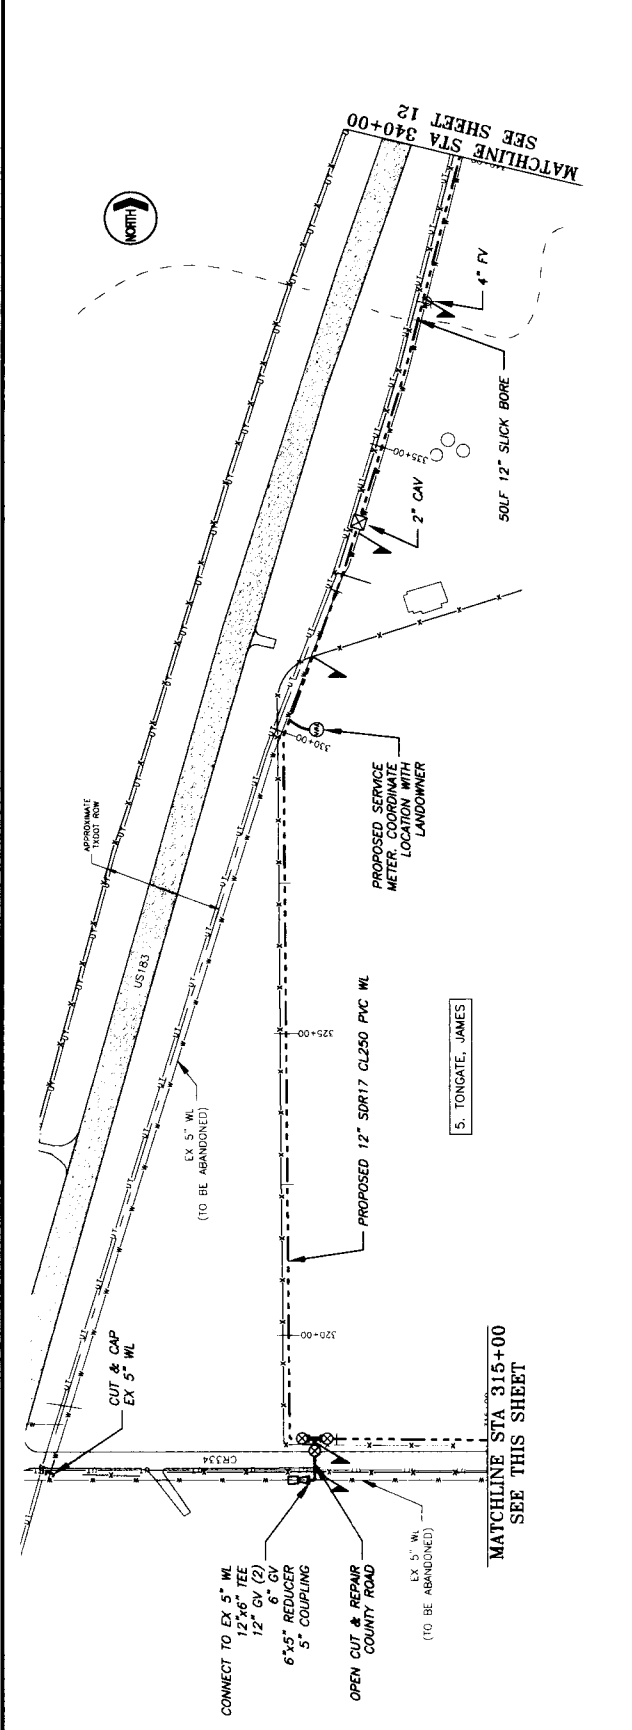 MATCHLINE STA 340+00
SEE SHEET 12
NORTH
4" FV
50LF 12" SLICK BORE
335+00
2" CAV
330+00
WM
PROPOSED SERVICE
METER. COORDINATE
LOCATION WITH
LANDOWNER
APPROXIMATE
TXDOT ROW
US183
EX 5" WL
(TO BE ABANDONED)
325+00
5. TONGATE, JAMES
PROPOSED 12" SDR17 CL250 PVC WL
320+00
CUT & CAP
EX 5" WL
CR334
MATCHLINE STA 315+00
SEE THIS SHEET
CONNECT TO EX 5" WL
12"x6" TEE
12" GV (2)
6" GV
6"x5" REDUCER
5" COUPLING
OPEN CUT & REPAIR
COUNTY ROAD
EX 5" WL
(TO BE ABANDONED)